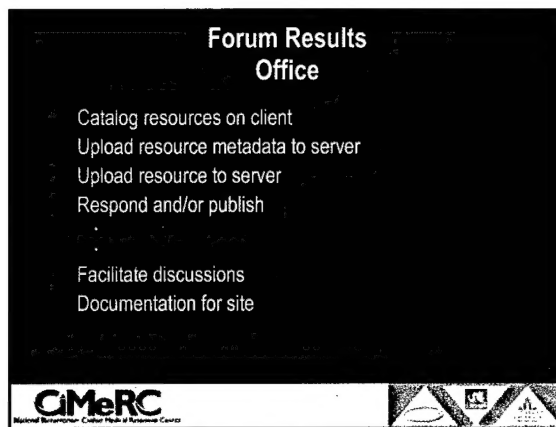 Forum Results
Office
Catalog resources on client
Upload resource metadata to server
Upload resource to server
Respond and/or publish
Facilitate discussions
Documentation for site
CiMeRC